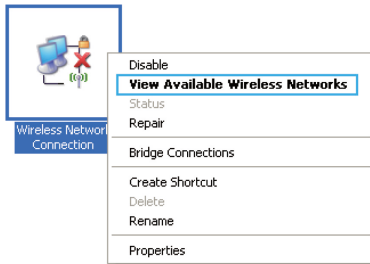 Disable
View Available Wireless Networks
Status
Repair
Wireless Network
Connection
Bridge Connections
Create Shortcut
Delete
Rename
Properties